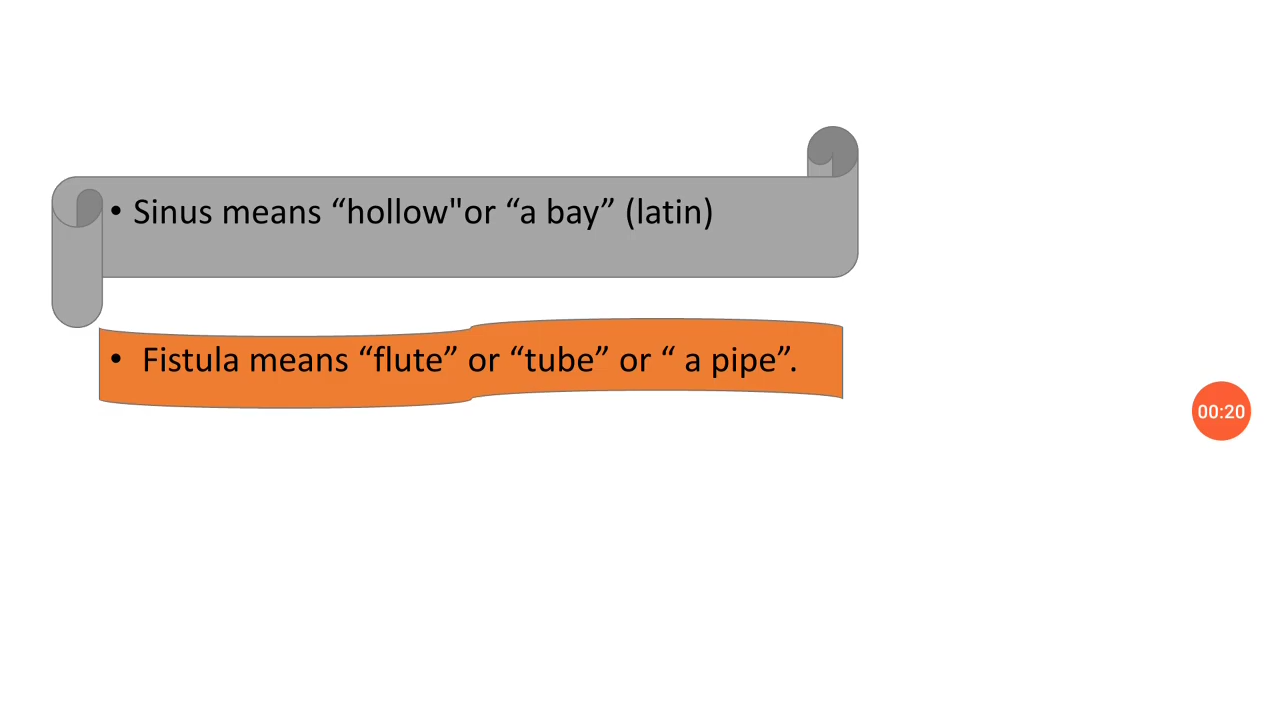 • Sinus means “hollow"or “a bay” (latin)
• Fistula means “flute” or “tube” or “ a pipe”.
00:20